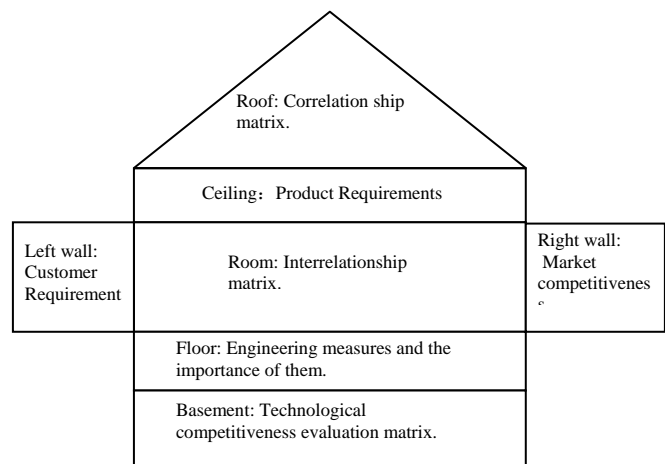 Roof: Correlation ship
matrix.
Ceiling：Product Requirements
Left wall:
Customer
Requirement
Room: Interrelationship
matrix.
Right wall:
Market
competitivenes
s
Floor: Engineering measures and the
importance of them.
Basement: Technological
competitiveness evaluation matrix.